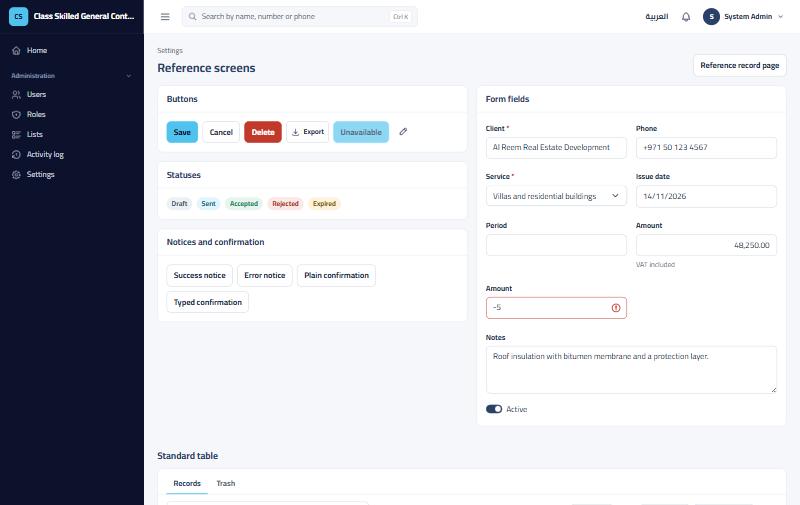 CS Class Skilled General Cont...
Search by name, number or phone
Ctrl K
العربية
S System Admin
Home
Administration
Users
Roles
Lists
Activity log
Settings
Settings
Reference screens
Reference record page
Buttons
Save Cancel Delete Export Unavailable
Statuses
Draft Sent Accepted Rejected Expired
Notices and confirmation
Success notice Error notice Plain confirmation
Typed confirmation
Form fields
Client * Phone
Al Reem Real Estate Development +971 50 123 4567
Service * Issue date
Villas and residential buildings 14/11/2026
Period Amount
48,250.00
VAT included
Amount
-5
Notes
Roof insulation with bitumen membrane and a protection layer.
Active
Standard table
Records Trash